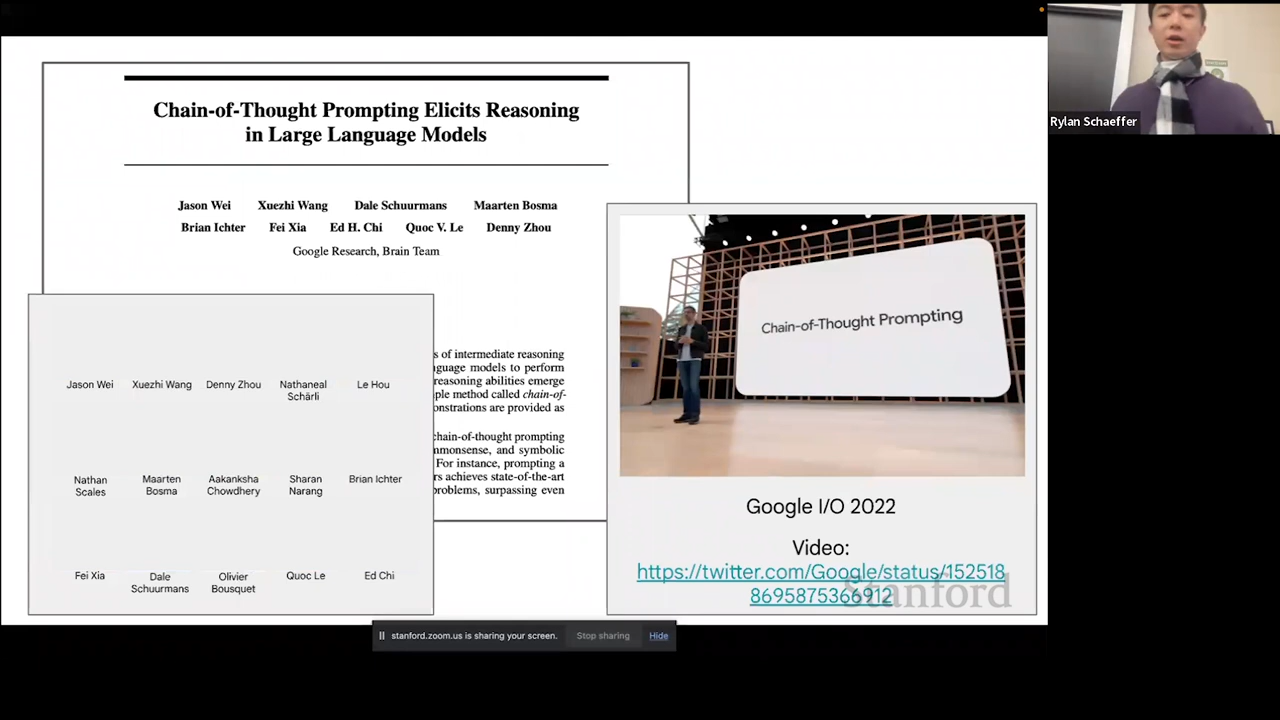 Chain-of-Thought Prompting Elicits Reasoning
in Large Language Models
Jason Wei Xuezhi Wang Dale Schuurmans Maarten Bosma
Brian Ichter Fei Xia Ed H. Chi Quoc V. Le Denny Zhou
Google Research, Brain Team
s of intermediate reasoning
guage models to perform
reasoning abilities emerge
ple method called chain-of-
onstrations are provided as
chain-of-thought prompting
mmonsense, and symbolic
For instance, prompting a
rs achieves state-of-the-art
problems, surpassing even
Jason Wei Xuezhi Wang Denny Zhou Nathaneal Schärli Le Hou
Nathan Scales Maarten Bosma Aakanksha Chowdhery Sharan Narang Brian Ichter
Fei Xia Dale Schuurmans Olivier Bousquet Quoc Le Ed Chi
Chain-of-Thought Prompting
Google I/O 2022
Video:
https://twitter.com/Google/status/152518
8695875366912
Stanford
stanford.zoom.us is sharing your screen. Stop sharing Hide
Rylan Schaeffer